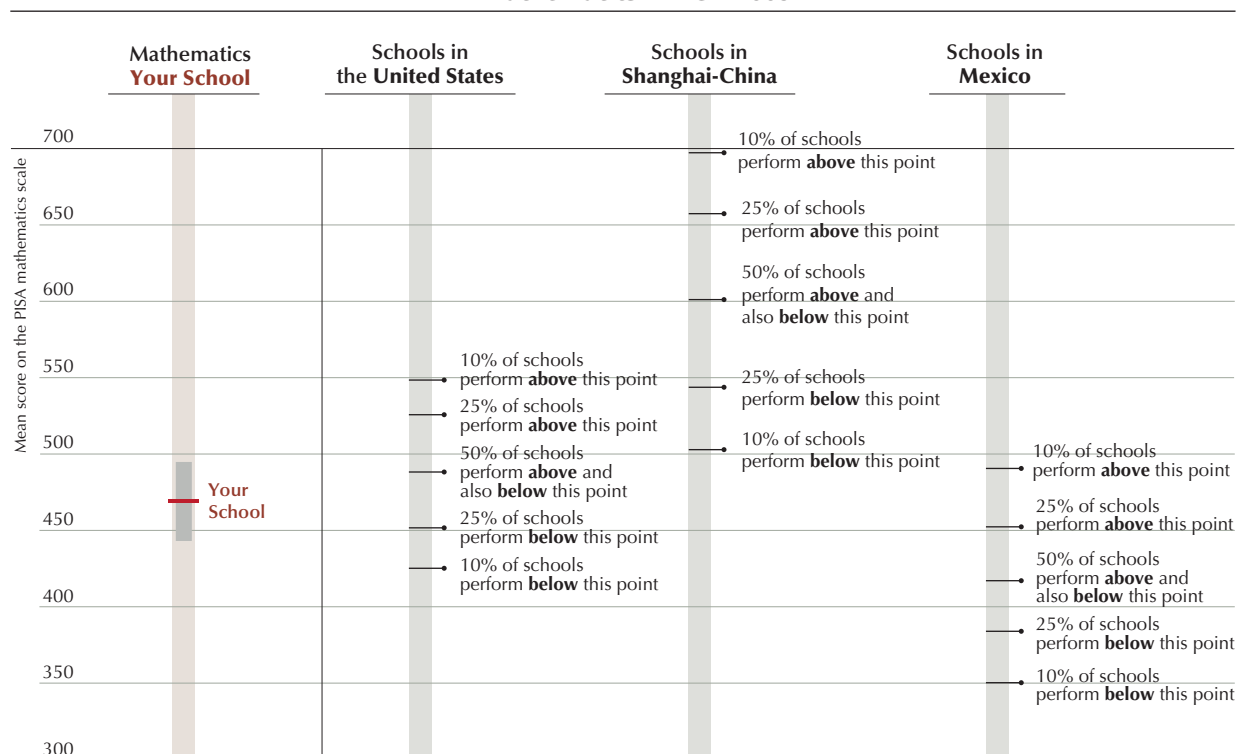 Mathematics
Your School
Schools in
the United States
Schools in
Shanghai-China
Schools in
Mexico
Mean score on the PISA mathematics scale
700
650
600
550
500
450
400
350
300
Your
School
10% of schools
perform above this point
25% of schools
perform above this point
50% of schools
perform above and
also below this point
25% of schools
perform below this point
10% of schools
perform below this point
10% of schools
perform above this point
25% of schools
perform above this point
50% of schools
perform above and
also below this point
25% of schools
perform below this point
10% of schools
perform below this point
10% of schools
perform above this point
25% of schools
perform above this point
50% of schools
perform above and
also below this point
25% of schools
perform below this point
10% of schools
perform below this point